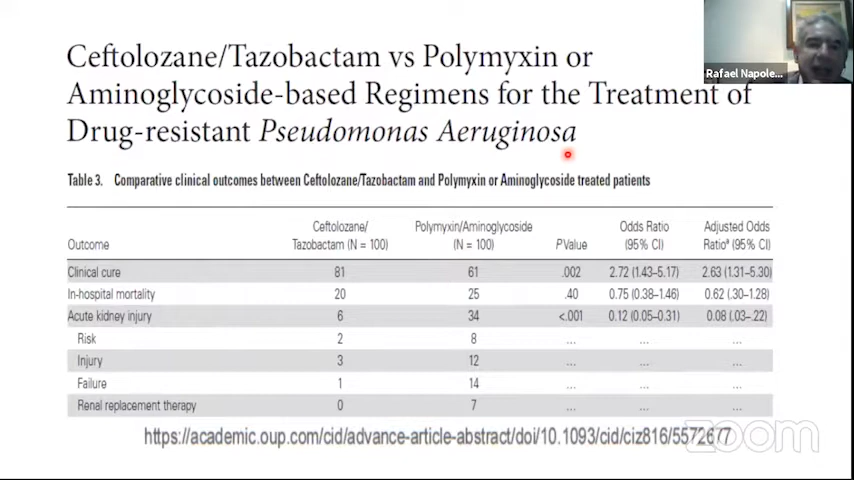 Ceftolozane/Tazobactam vs Polymyxin or
Rafael Napole...
Aminoglycoside-based Regimens for the Treatment of
Drug-resistant Pseudomonas Aeruginosa
Table 3. Comparative clinical outcomes between Ceftolozane/Tazobactam and Polymyxin or Aminoglycoside treated patients
Ceftolozane/ Polymyxin/Aminoglycoside Odds Ratio Adjusted Odds
Outcome Tazobactam (N = 100) (N = 100) P Value (95% CI) Ratioª (95% CI)
Clinical cure 81 61 .002 2.72 (1.43–5.17) 2.63 (1.31–5.30)
In-hospital mortality 20 25 .40 0.75 (0.38–1.46) 0.62 (.30–1.28)
Acute kidney injury 6 34 <.001 0.12 (0.05–0.31) 0.08 (.03–.22)
Risk 2 8 ... ... ...
Injury 3 12 ... ... ...
Failure 1 14 ... ... ...
Renal replacement therapy 0 7 ... ... ...
https://academic.oup.com/cid/advance-article-abstract/doi/10.1093/cid/ciz816/5572677
zoom